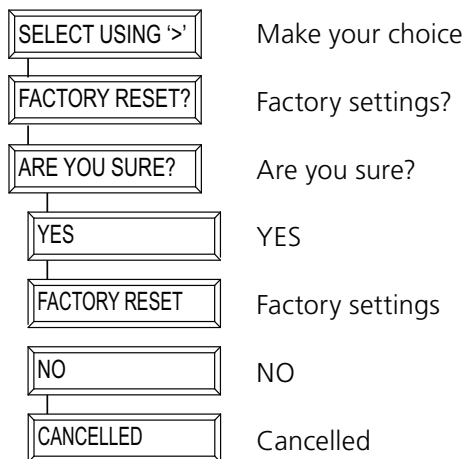 SELECT USING ‘>’ Make your choice
FACTORY RESET? Factory settings?
ARE YOU SURE? Are you sure?
YES YES
FACTORY RESET Factory settings
NO NO
CANCELLED Cancelled